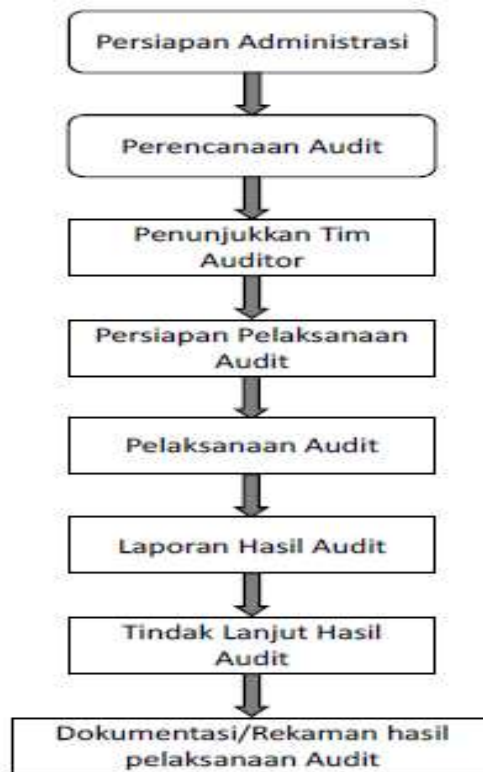 Persiapan Administrasi
Perencanaan Audit
Penunjukkan Tim
Auditor
Persiapan Pelaksanaan
Audit
Pelaksanaan Audit
Laporan Hasil Audit
Tindak Lanjut Hasil
Audit
Dokumentasi/Rekaman hasil
pelaksanaan Audit